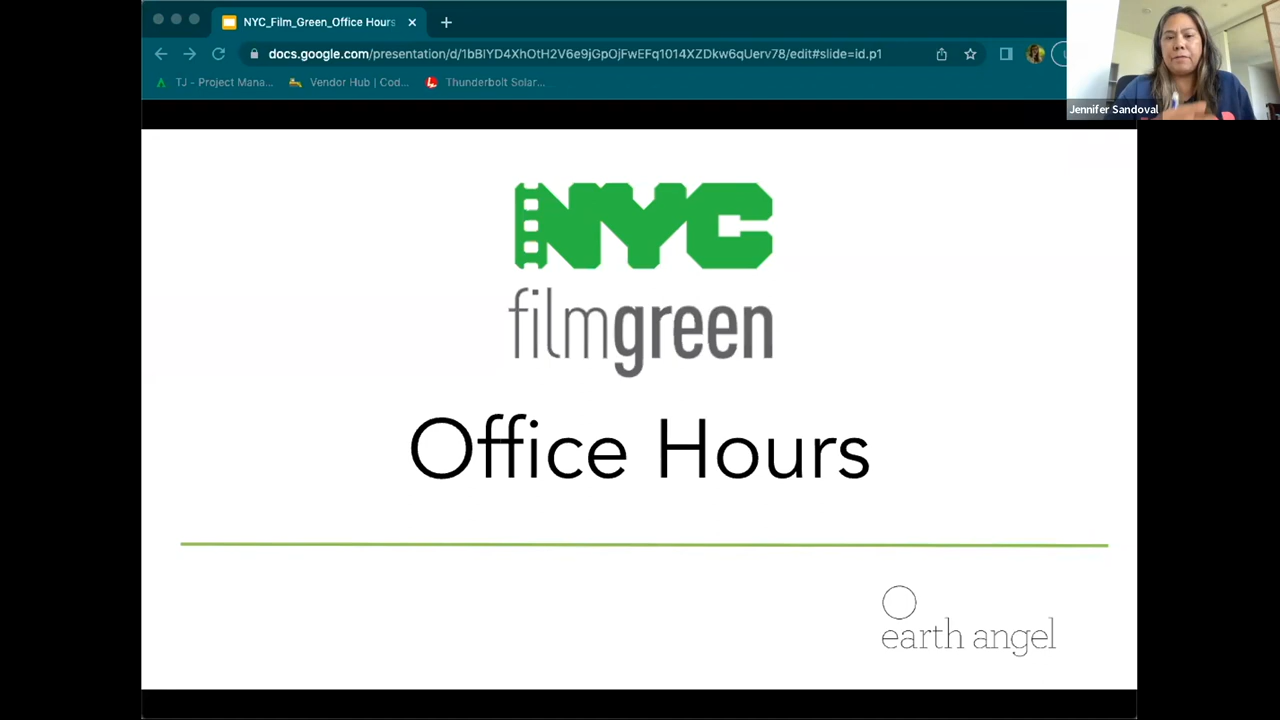 NYC_Film_Green_Office Hours
docs.google.com/presentation/d/1bBIYD4XhOtH2V6e9jGpOjFwEFq1014XZDkw6qUerv78/edit#slide=id.p1
TJ - Project Mana...
Vendor Hub | Cod...
Thunderbolt Solar...
Jennifer Sandoval
NYC
filmgreen
Office Hours
earth angel